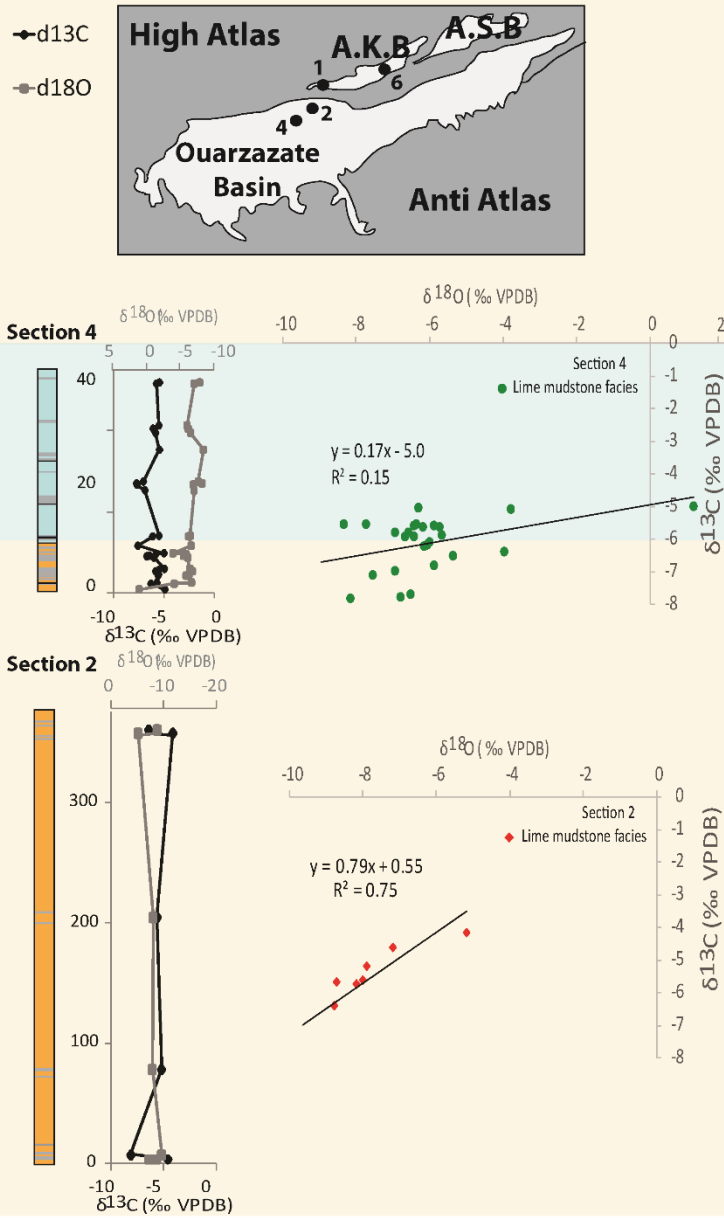 d13C
d18O
High Atlas
A.K.B
A.S.B
1
6
2
4
Ouarzazate
Basin
Anti Atlas
Section 4
δ18O(‰ VPDB)
5 0 -5 -10
40
20
0
-10 -5 0
δ13C(‰ VPDB)
δ18O(‰ VPDB)
-10 -8 -6 -4 -2 0 2
Section 4
Lime mudstone facies
y = 0.17x - 5.0
R2 = 0.15
-1
-2
-3
-4
-5
-6
-7
-8
δ13C(‰ VPDB)
Section 2
δ18O(‰ VPDB)
0 -10 -20
300
200
100
0
-10 -5 0
δ13C(‰ VPDB)
δ18O(‰ VPDB)
-10 -8 -6 -4 -2 0
0
Section 2
Lime mudstone facies
y = 0.79x + 0.55
R2 = 0.75
-1
-2
-3
-4
-5
-6
-7
-8
δ13C(‰ VPDB)